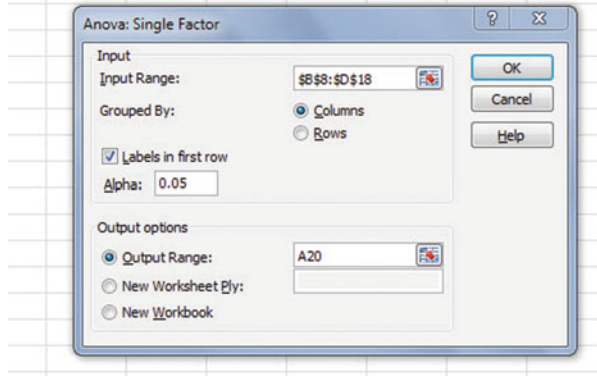 Anova: Single Factor
Input
Input Range: $B$8:$D$18
Grouped By: Columns
Rows
Labels in first row
Alpha: 0.05
OK
Cancel
Help
Output options
Output Range: A20
New Worksheet Ply:
New Workbook